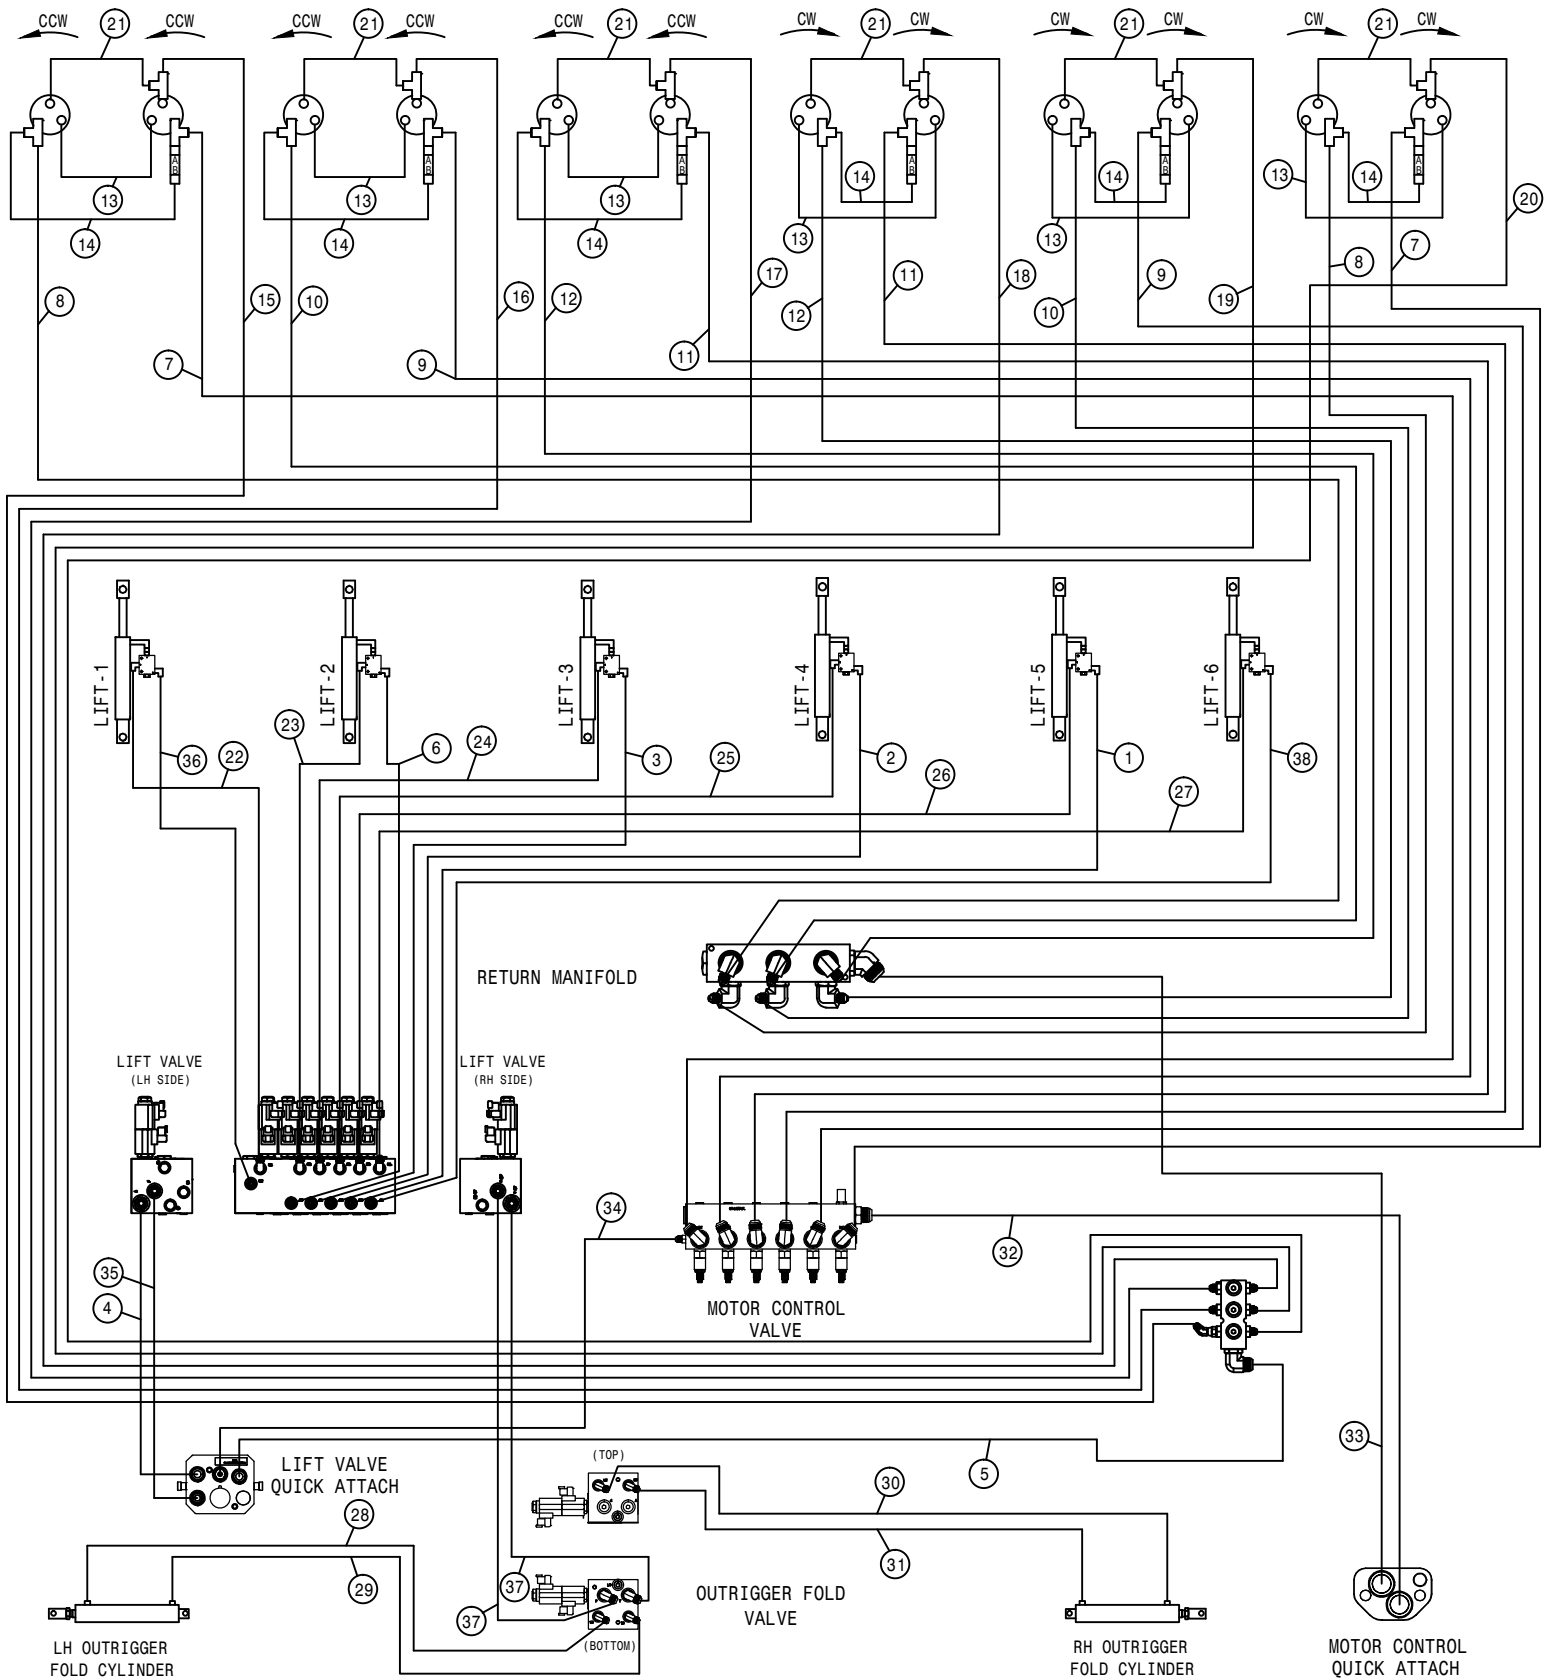 CCW 21 CCW CCW 21 CCW CCW 21 CCW CW 21 CW CW 21 CW CW 21 CW
A A A A A A
B B B B B B
13 13 13 14 14 13 14 20
14 14 14 13 13
8 15 10 16 12 17 12 11 18 10 9 19 8 7
7 9 11
LIFT-1 LIFT-2 LIFT-3 LIFT-4 LIFT-5 LIFT-6
36 22 23 6 24 3 25 2 26 1 27 38
RETURN MANIFOLD
LIFT VALVE
(LH SIDE)
LIFT VALVE
(RH SIDE)
34
32
35
4
MOTOR CONTROL
VALVE
33
LIFT VALVE
QUICK ATTACH
5
(TOP)
30
31
28
29
37
37
OUTRIGGER FOLD
VALVE
(BOTTOM)
LH OUTRIGGER
FOLD CYLINDER
RH OUTRIGGER
FOLD CYLINDER
MOTOR CONTROL
QUICK ATTACH